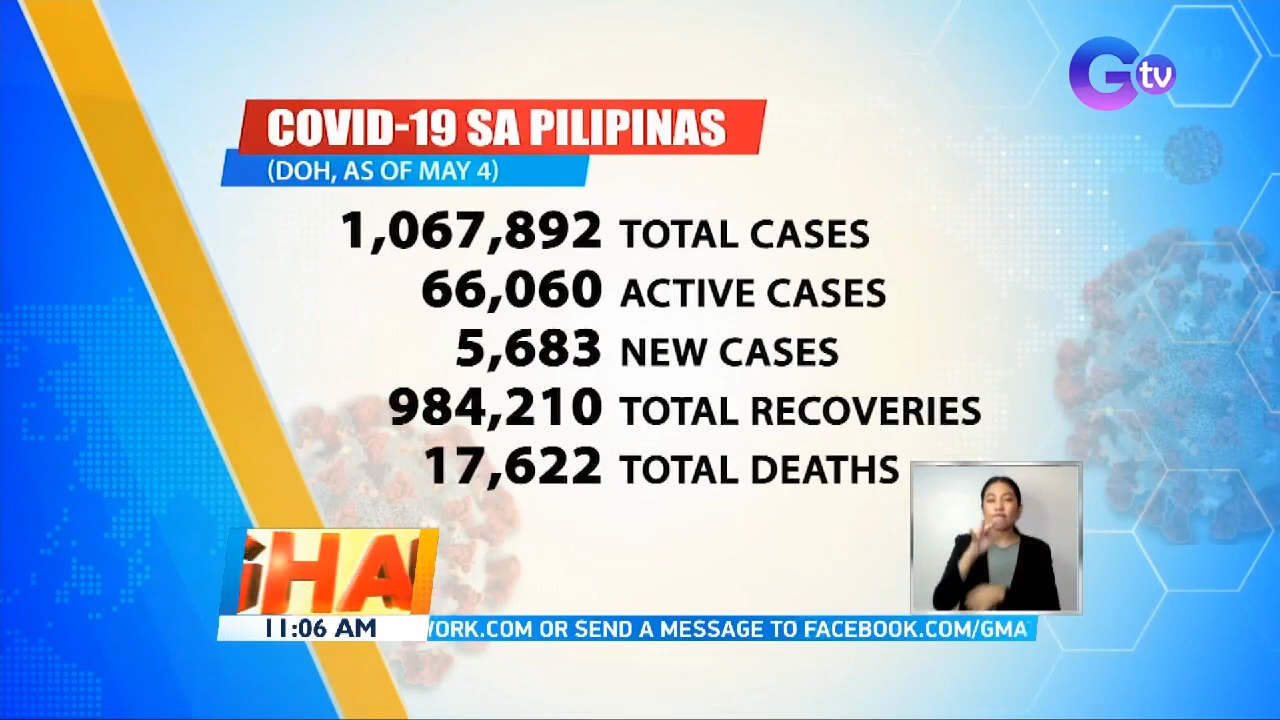 Gtv
COVID-19 SA PILIPINAS
(DOH, AS OF MAY 4)
1,067,892 TOTAL CASES
66,060 ACTIVE CASES
5,683 NEW CASES
984,210 TOTAL RECOVERIES
17,622 TOTAL DEATHS
iHA
11:06 AM
WORK.COM OR SEND A MESSAGE TO FACEBOOK.COM/GMA